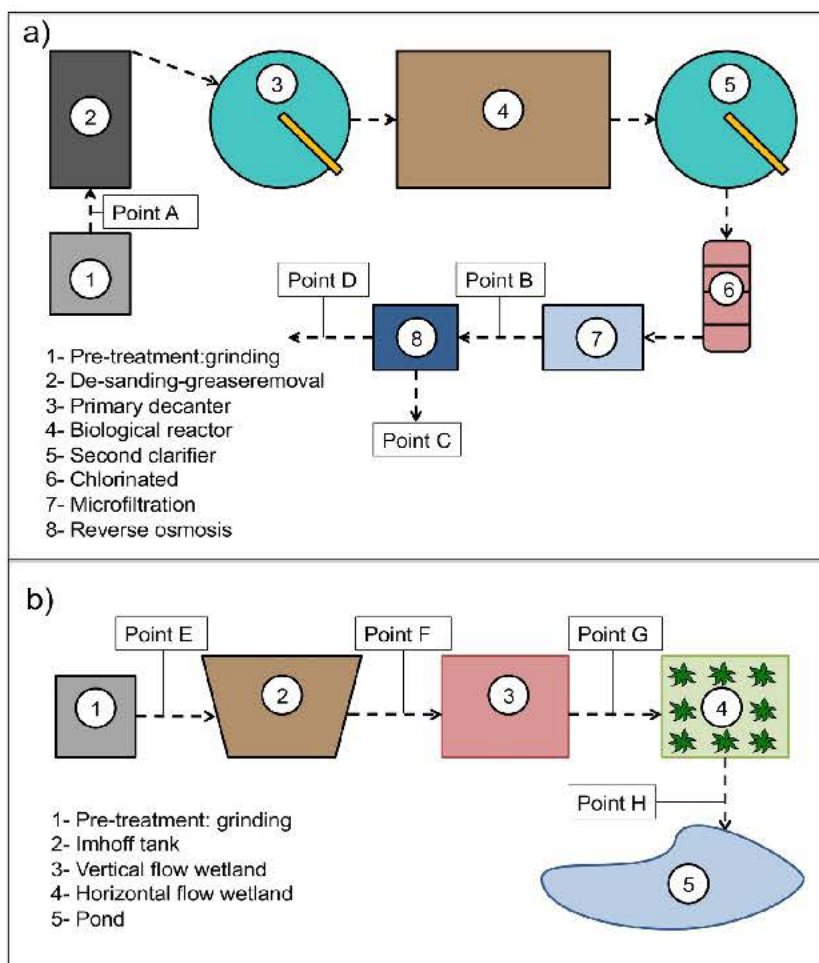 a)
2
3
4
5
Point A
1
Point D
Point B
6
8
7
Point C
1- Pre-treatment:grinding
2- De-sanding-greaseremoval
3- Primary decanter
4- Biological reactor
5- Second clarifier
6- Chlorinated
7- Microfiltration
8- Reverse osmosis
b)
Point E
Point F
Point G
1
2
3
4
Point H
1- Pre-treatment: grinding
2- Imhoff tank
3- Vertical flow wetland
4- Horizontal flow wetland
5- Pond
5